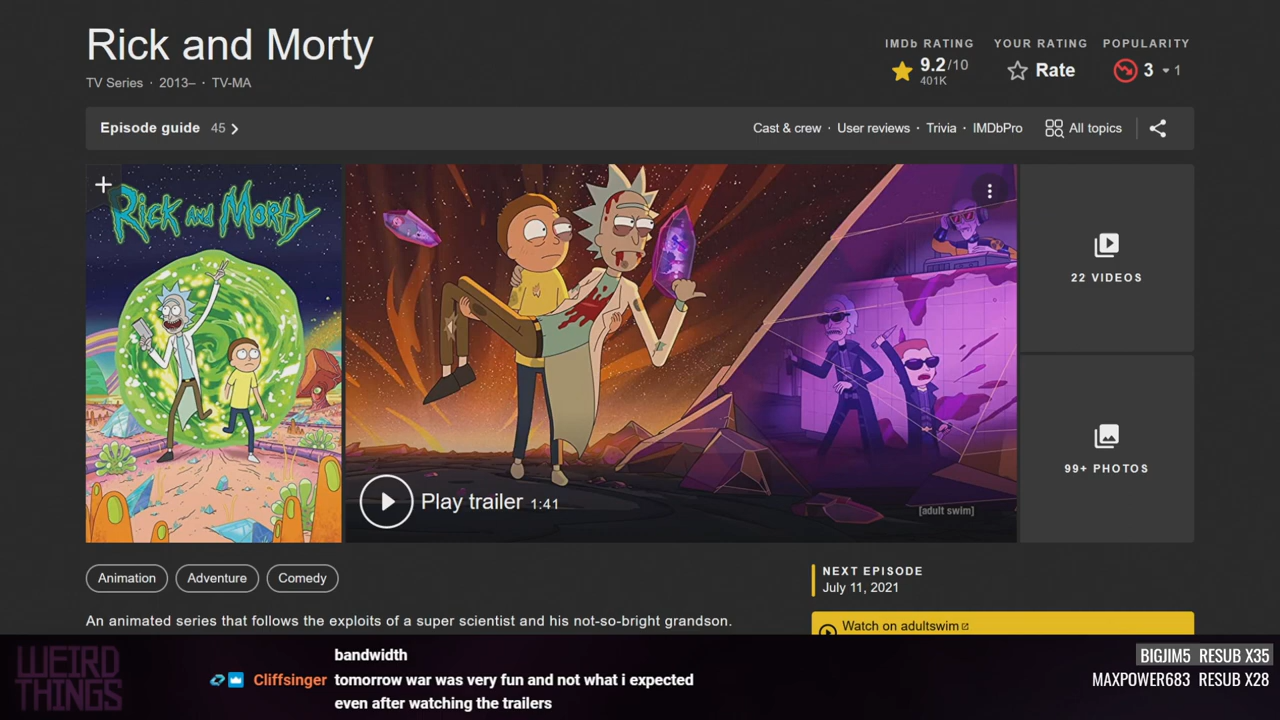 Rick and Morty
TV Series · 2013– · TV-MA
IMDb RATING
9.2/10
401K
YOUR RATING
Rate
POPULARITY
3 1
Episode guide 45
Cast & crew · User reviews · Trivia · IMDbPro
All topics
Rick and Morty
22 VIDEOS
99+ PHOTOS
Play trailer 1:41
[adult swim]
Animation
Adventure
Comedy
NEXT EPISODE
July 11, 2021
An animated series that follows the exploits of a super scientist and his not-so-bright grandson.
Watch on adultswim
WEIRD
THINGS
bandwidth
Cliffsinger tomorrow war was very fun and not what i expected
even after watching the trailers
BIGJIM5 RESUB X35
MAXPOWER683 RESUB X28